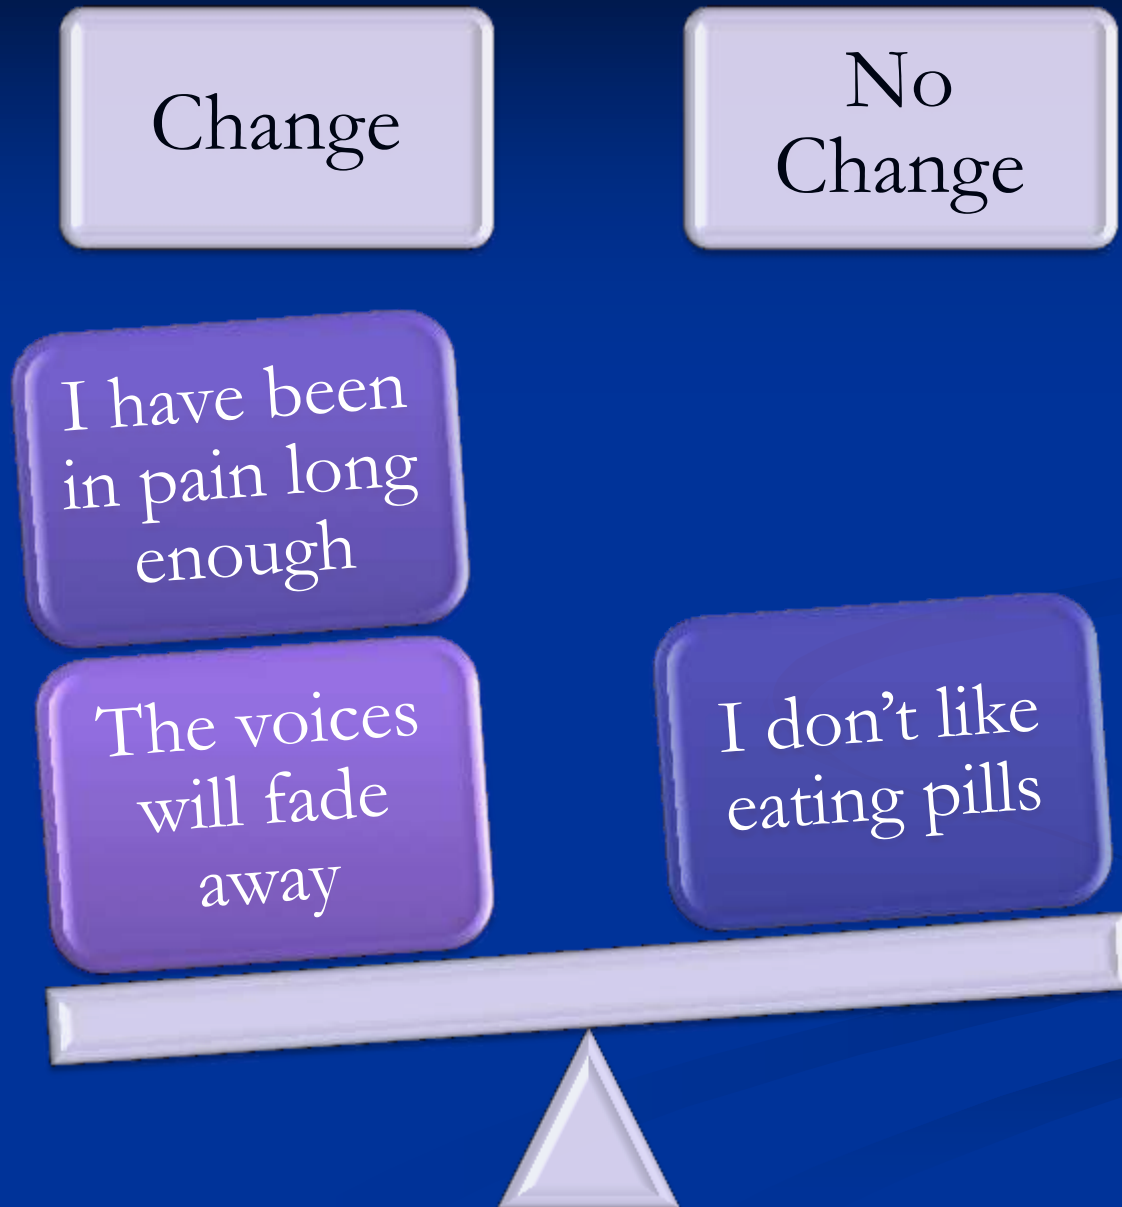 Change
No
Change
I have been
in pain long
enough
The voices
will fade
away
I don’t like
eating pills